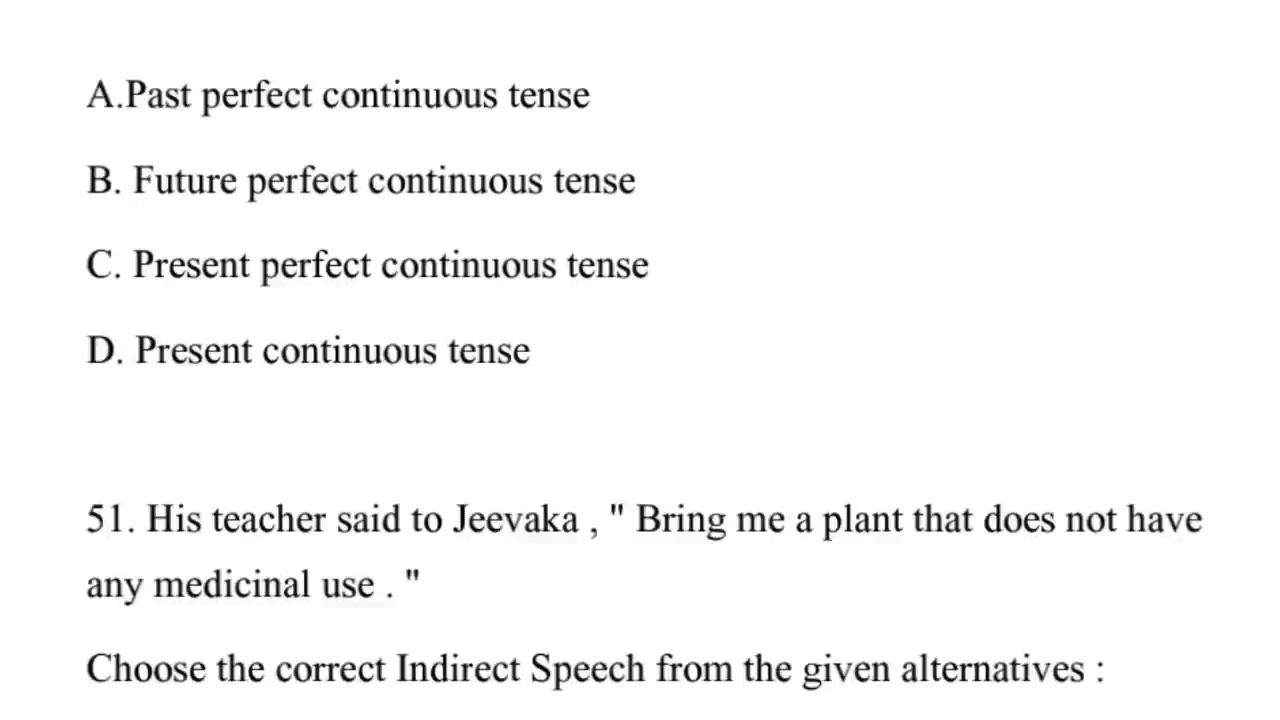 A.Past perfect continuous tense
B. Future perfect continuous tense
C. Present perfect continuous tense
D. Present continuous tense
51. His teacher said to Jeevaka , " Bring me a plant that does not have
any medicinal use . "
Choose the correct Indirect Speech from the given alternatives :